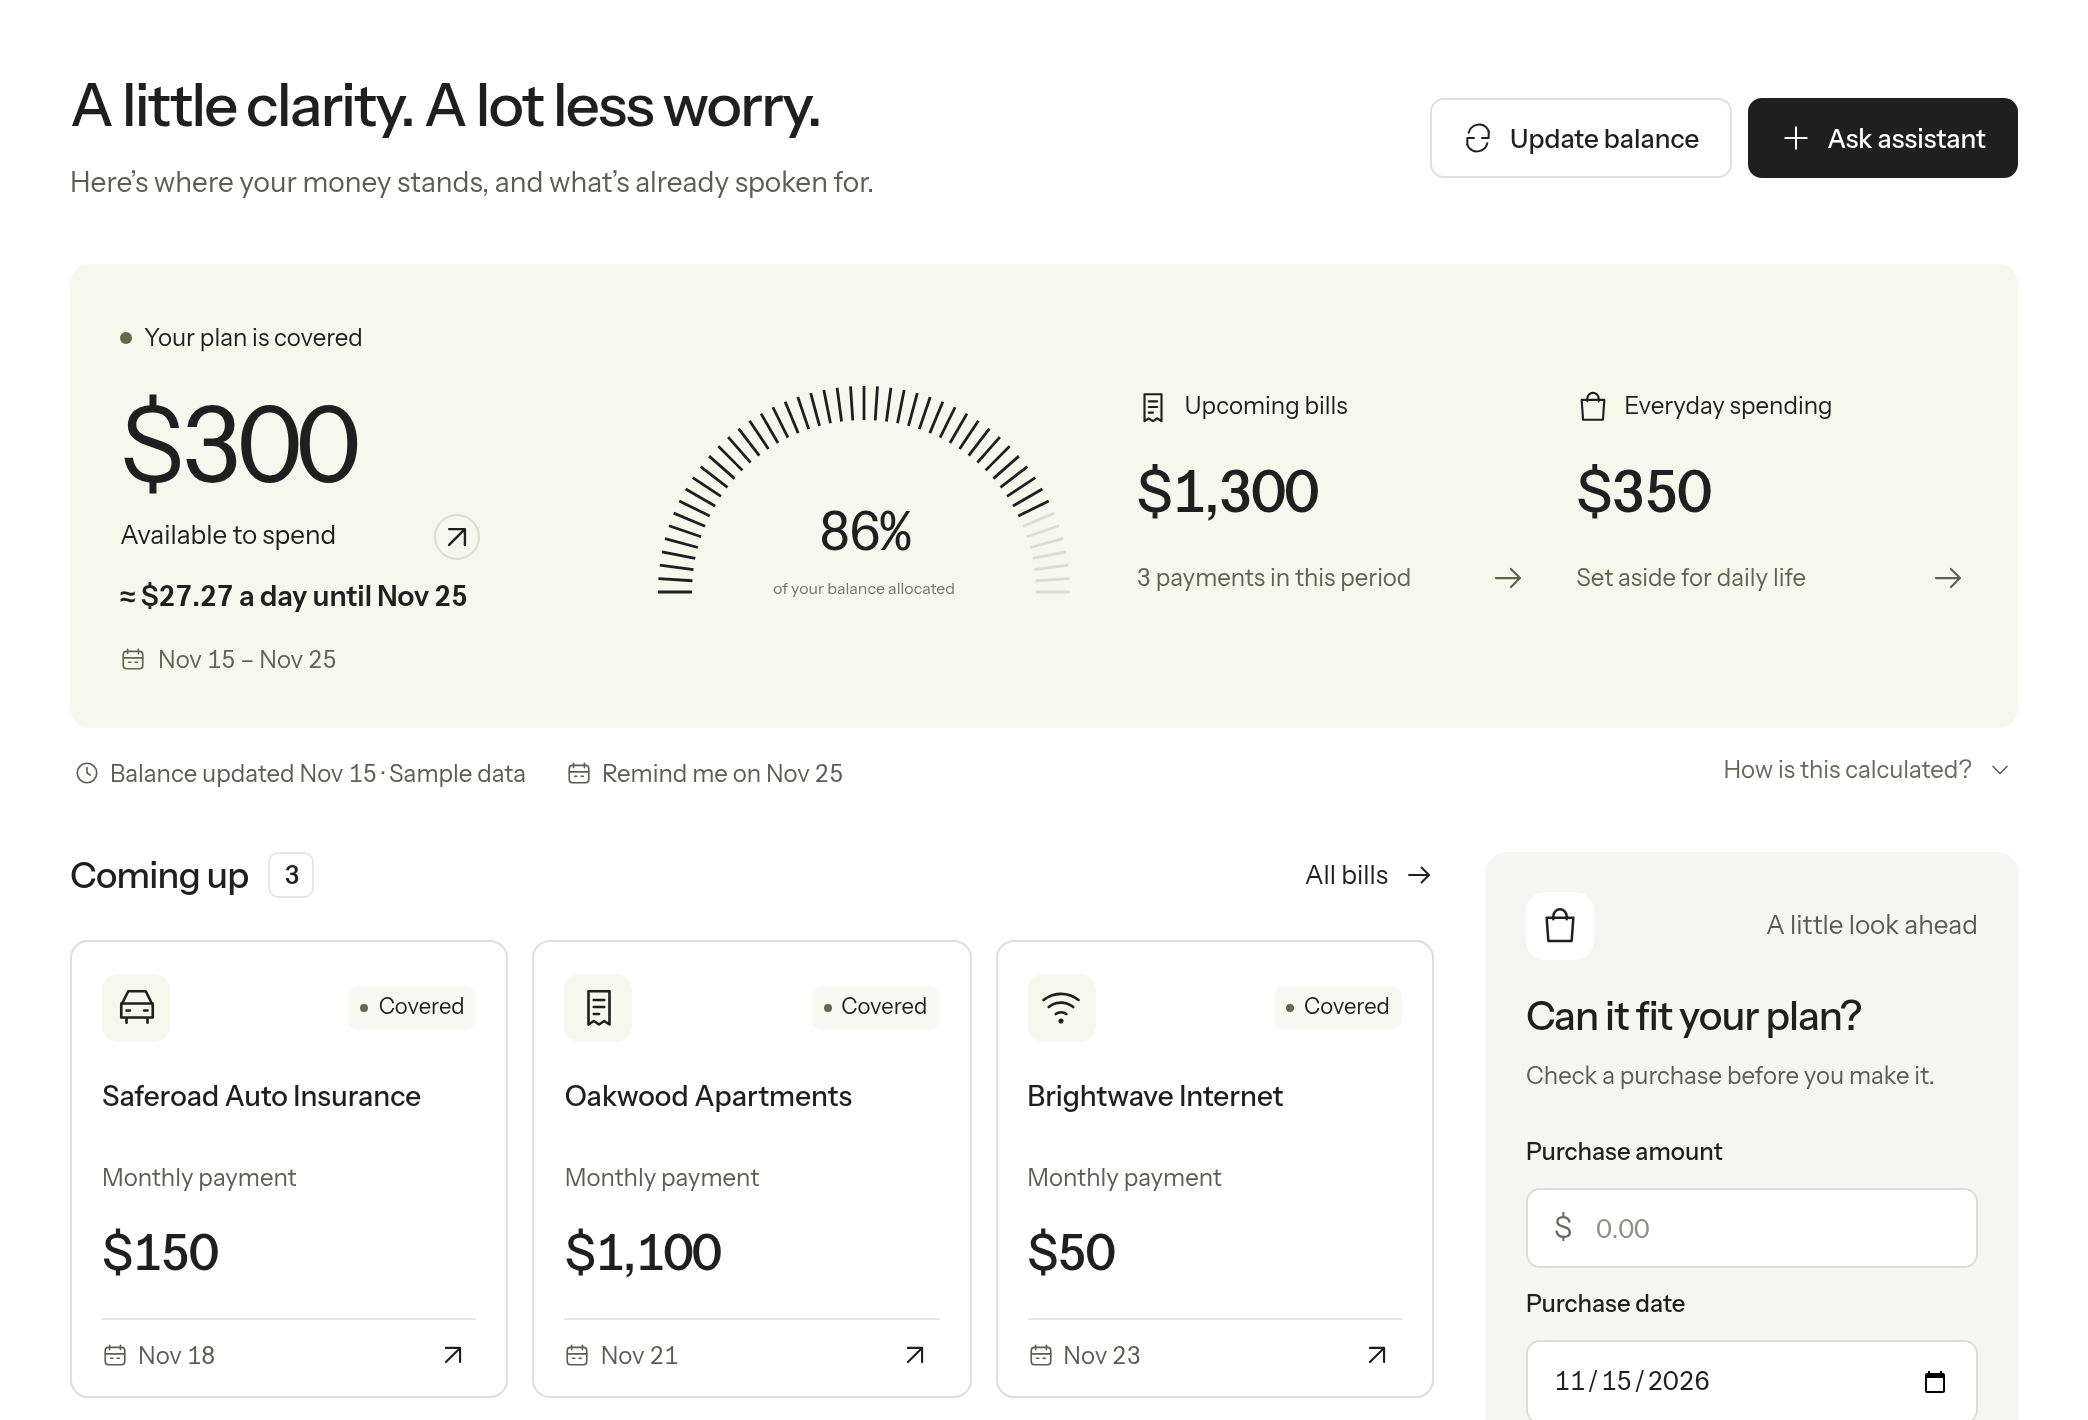 A little clarity. A lot less worry.
Here’s where your money stands, and what’s already spoken for.
Update balance
Ask assistant
Your plan is covered
$300
Available to spend
≈ $27.27 a day until Nov 25
Nov 15 – Nov 25
86%
of your balance allocated
Upcoming bills
$1,300
3 payments in this period
Everyday spending
$350
Set aside for daily life
Balance updated Nov 15 · Sample data
Remind me on Nov 25
How is this calculated?
Coming up 3
All bills
Covered
Saferoad Auto Insurance
Monthly payment
$150
Nov 18
Covered
Oakwood Apartments
Monthly payment
$1,100
Nov 21
Covered
Brightwave Internet
Monthly payment
$50
Nov 23
A little look ahead
Can it fit your plan?
Check a purchase before you make it.
Purchase amount
$ 0.00
Purchase date
11/15/2026